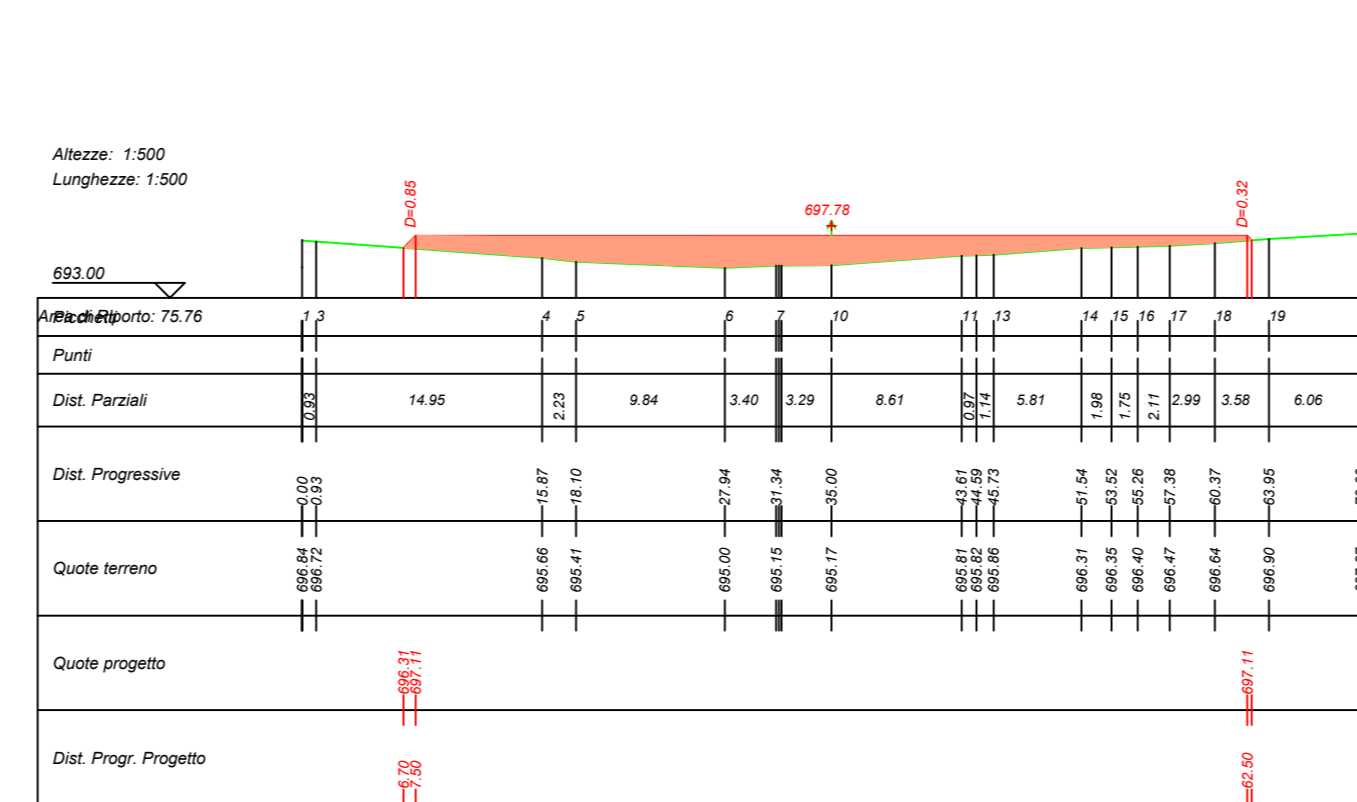 Altezze: 1:500
Lunghezze: 1:500
D=0.85
697.78
D=0.32
693.00
Area di Riporto: 75.76
Picchetti 1 3 4 5 6 7 10 11 13 14 15 16 17 18 19
Punti
Dist. Parziali 0.93 14.95 2.23 9.84 3.40 3.29 8.61 0.97 1.14 5.81 1.98 1.75 2.11 2.99 3.58 6.06
Dist. Progressive 0.00 0.93 15.87 18.10 27.94 31.34 35.00 43.61 44.59 45.73 51.54 53.52 55.26 57.38 60.37 63.95
Quote terreno 696.84 696.72 695.66 695.41 695.00 695.15 695.17 695.81 695.82 695.86 696.31 696.35 696.40 696.47 696.64 696.90
Quote progetto 696.31 697.11 697.11
Dist. Progr. Progetto 6.70 7.50 62.50